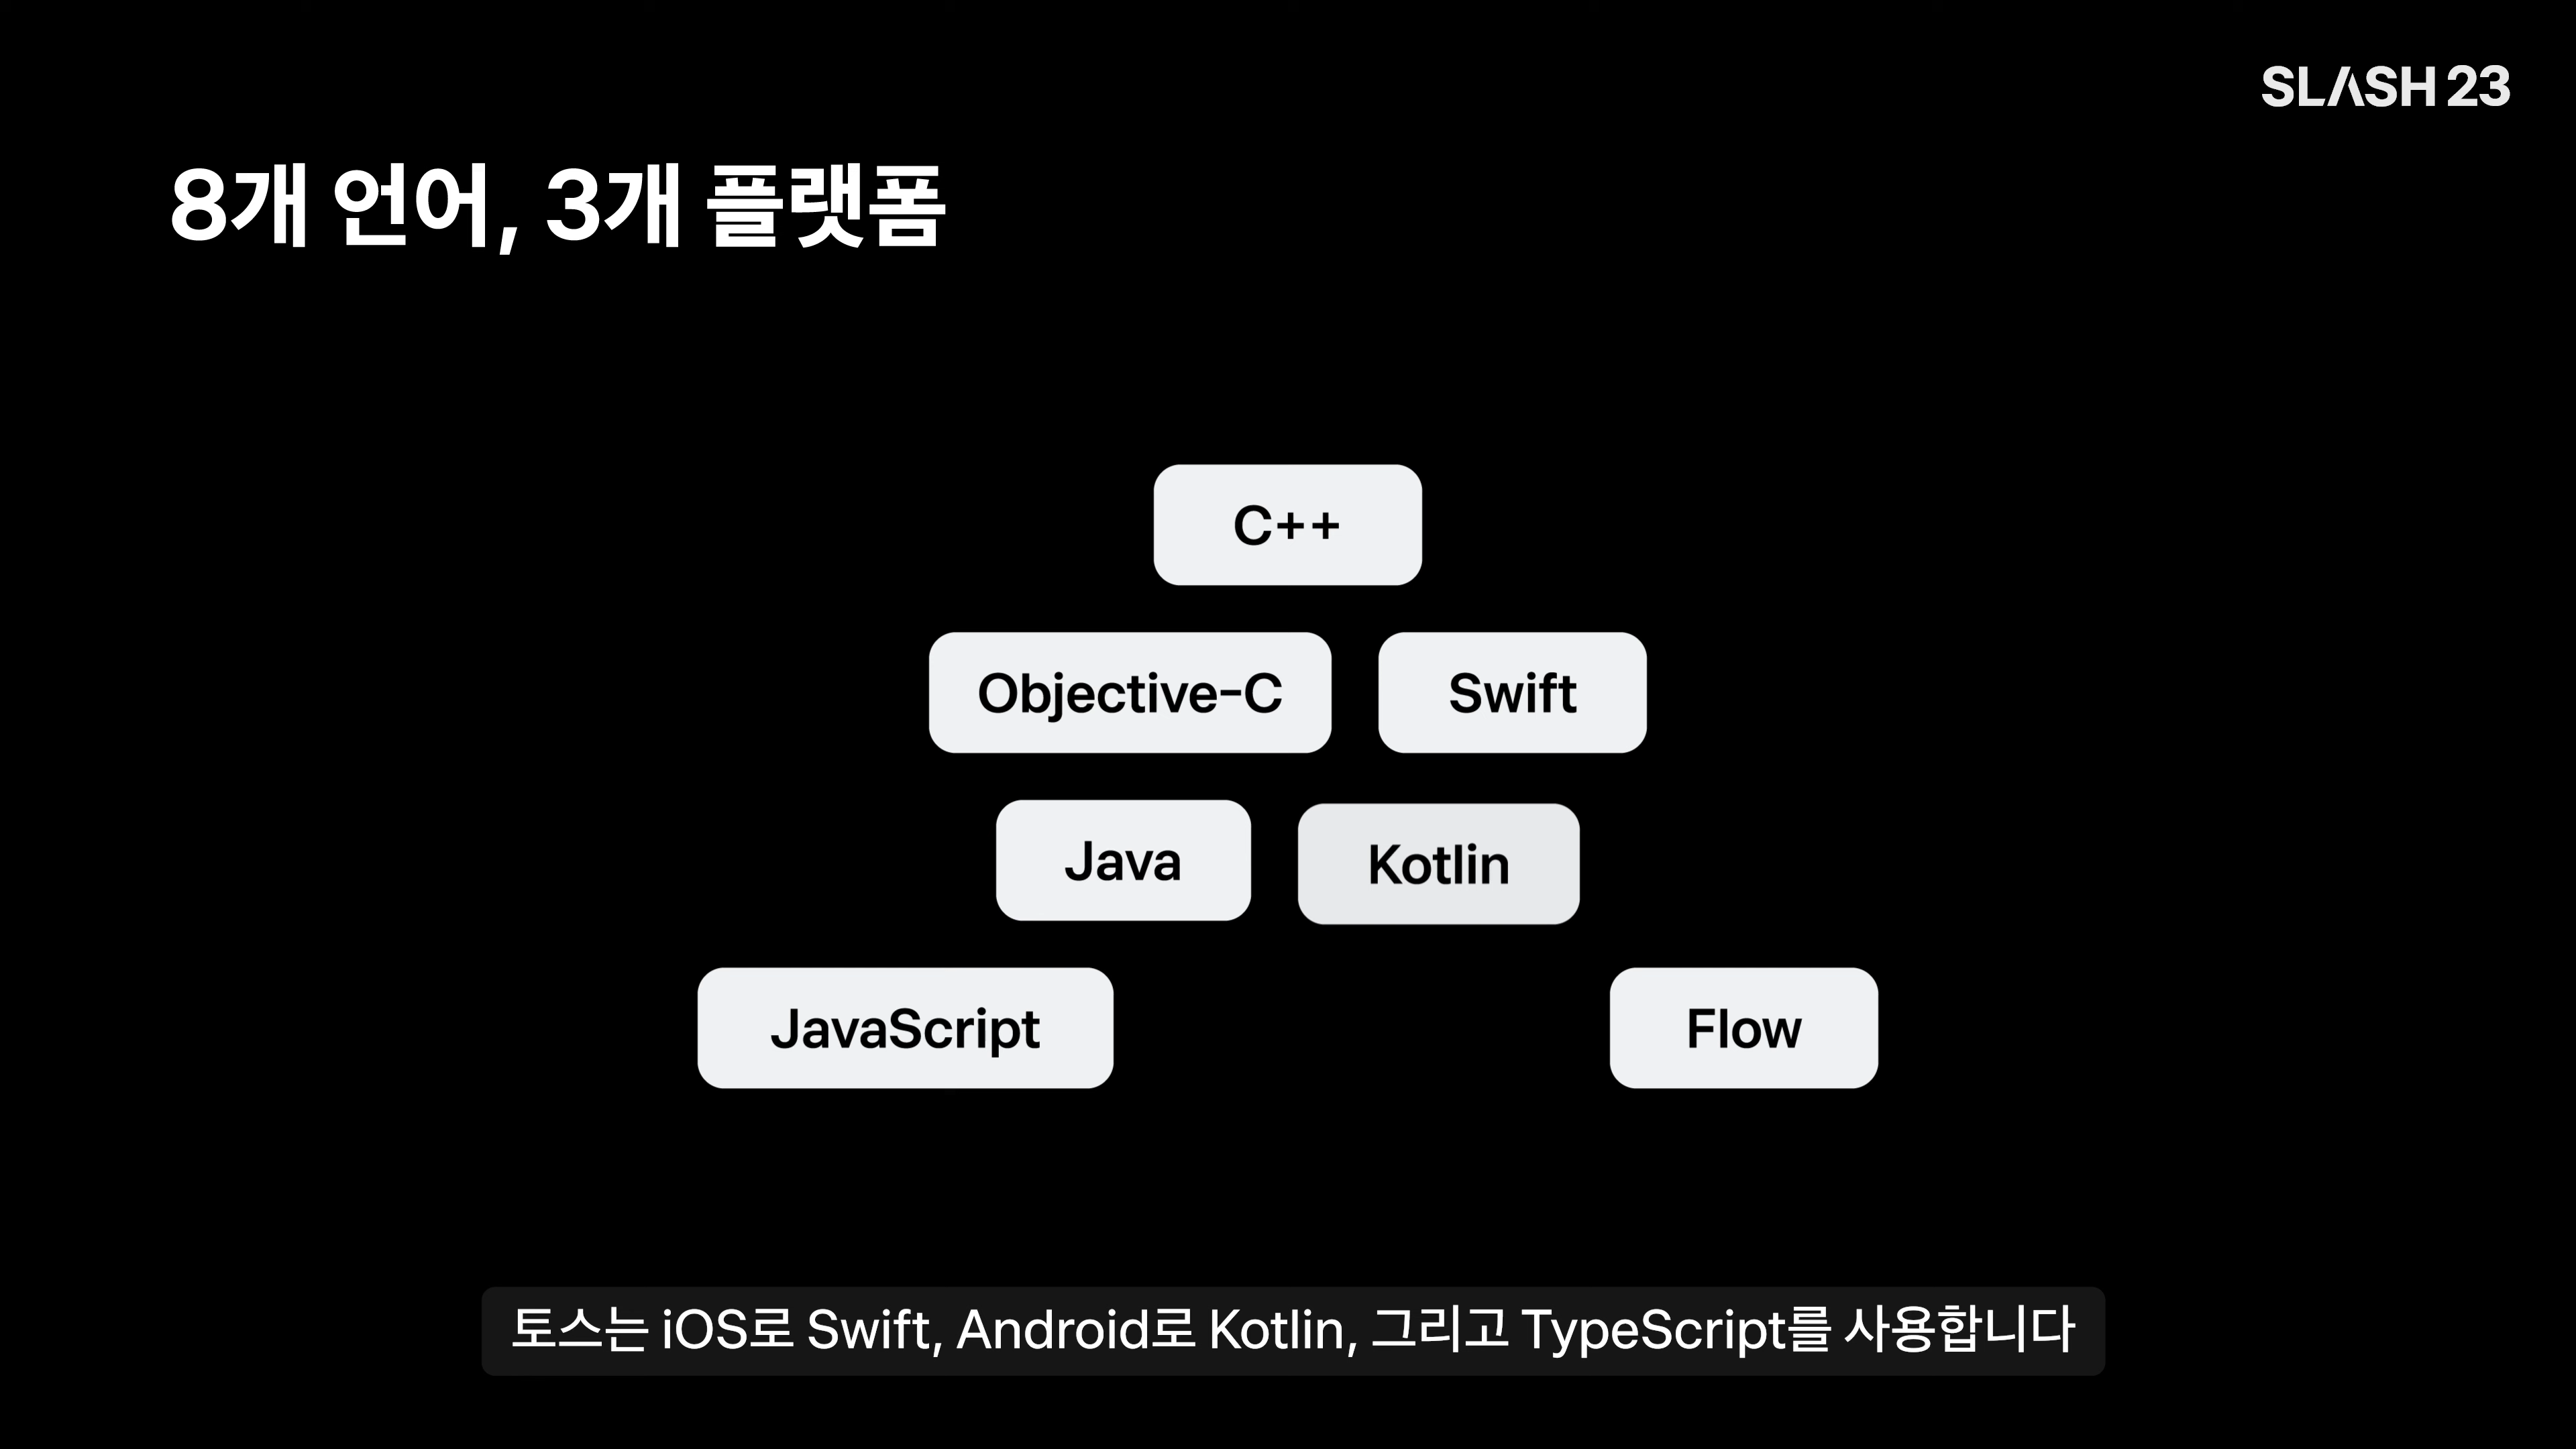 SLASH 23
8개 언어, 3개 플랫폼
C++
Objective-C Swift
Java Kotlin
JavaScript Flow
토스는 iOS로 Swift, Android로 Kotlin, 그리고 TypeScript를 사용합니다